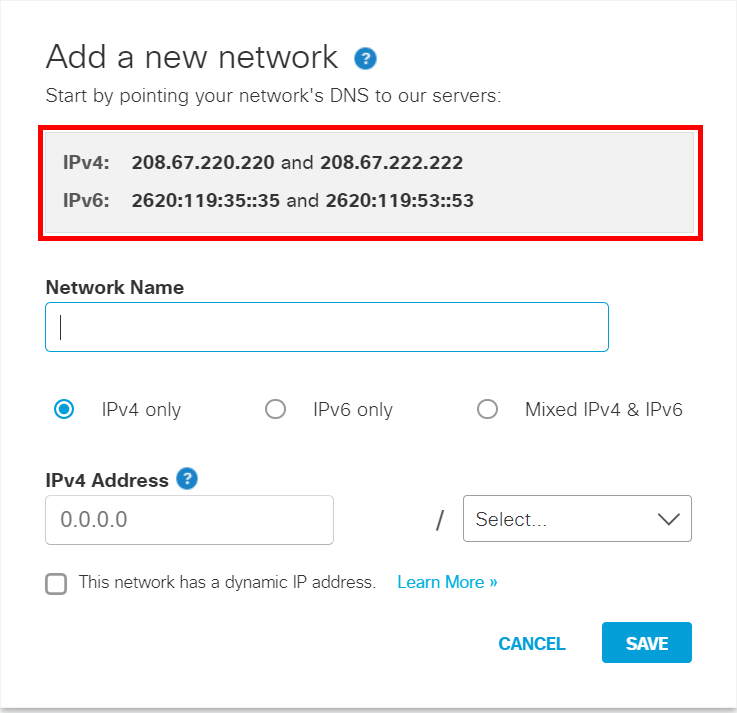 Add a new network ?
Start by pointing your network's DNS to our servers:
IPv4: 208.67.220.220 and 208.67.222.222
IPv6: 2620:119:35::35 and 2620:119:53::53
Network Name
IPv4 only IPv6 only Mixed IPv4 & IPv6
IPv4 Address ?
0.0.0.0 / Select...
This network has a dynamic IP address. Learn More »
CANCEL SAVE